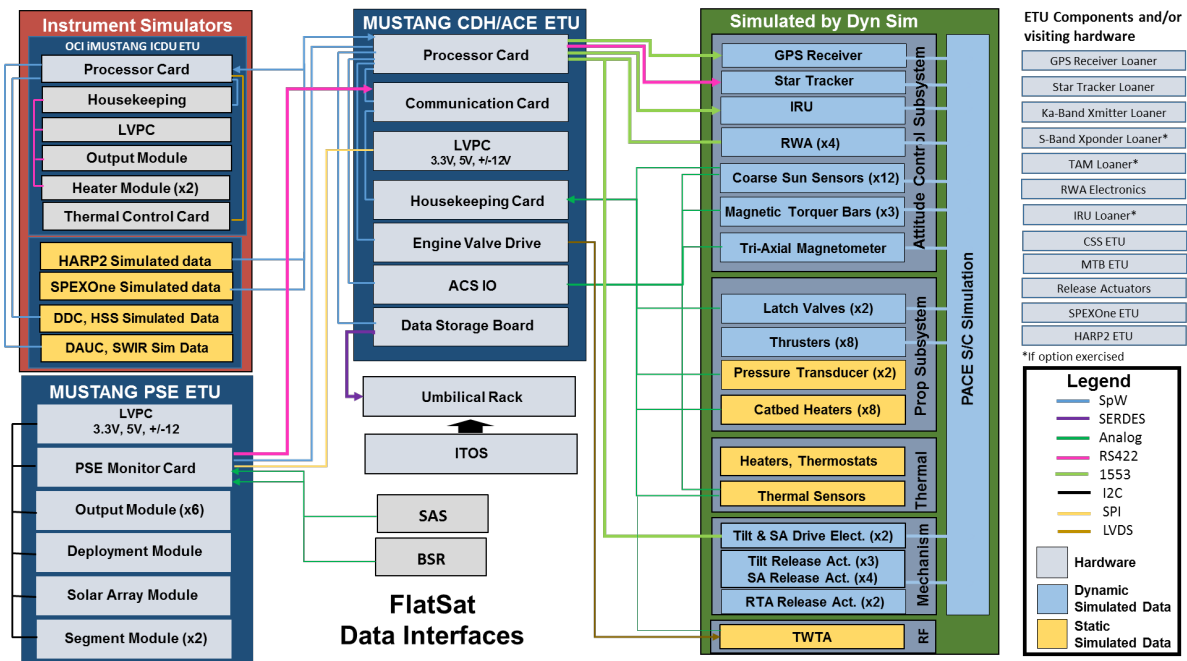 Instrument Simulators
OCI iMUSTANG ICDU ETU
Processor Card
Housekeeping
LVPC
Output Module
Heater Module (x2)
Thermal Control Card
HARP2 Simulated data
SPEXOne Simulated data
DDC, HSS Simulated Data
DAUC, SWIR Sim Data
MUSTANG PSE ETU
LVPC
3.3V, 5V, +/-12
PSE Monitor Card
Output Module (x6)
Deployment Module
Solar Array Module
Segment Module (x2)
MUSTANG CDH/ACE ETU
Processor Card
Communication Card
LVPC
3.3V, 5V, +/-12V
Housekeeping Card
Engine Valve Drive
ACS IO
Data Storage Board
Umbilical Rack
ITOS
SAS
BSR
FlatSat
Data Interfaces
Simulated by Dyn Sim
GPS Receiver
Star Tracker
IRU
RWA (x4)
Coarse Sun Sensors (x12)
Magnetic Torquer Bars (x3)
Tri-Axial Magnetometer
Attitude Control Subsystem
Latch Valves (x2)
Thrusters (x8)
Pressure Transducer (x2)
Catbed Heaters (x8)
Prop Subsystem
Heaters, Thermostats
Thermal Sensors
Thermal
Tilt & SA Drive Elect. (x2)
Tilt Release Act. (x3)
SA Release Act. (x4)
RTA Release Act. (x2)
Mechanism
TWTA
RF
PACE S/C Simulation
ETU Components and/or
visiting hardware
GPS Receiver Loaner
Star Tracker Loaner
Ka-Band Xmitter Loaner
S-Band Xponder Loaner*
TAM Loaner*
RWA Electronics
IRU Loaner*
CSS ETU
MTB ETU
Release Actuators
SPEXOne ETU
HARP2 ETU
*If option exercised
Legend
SpW
SERDES
Analog
RS422
1553
I2C
SPI
LVDS
Hardware
Dynamic
Simulated Data
Static
Simulated Data